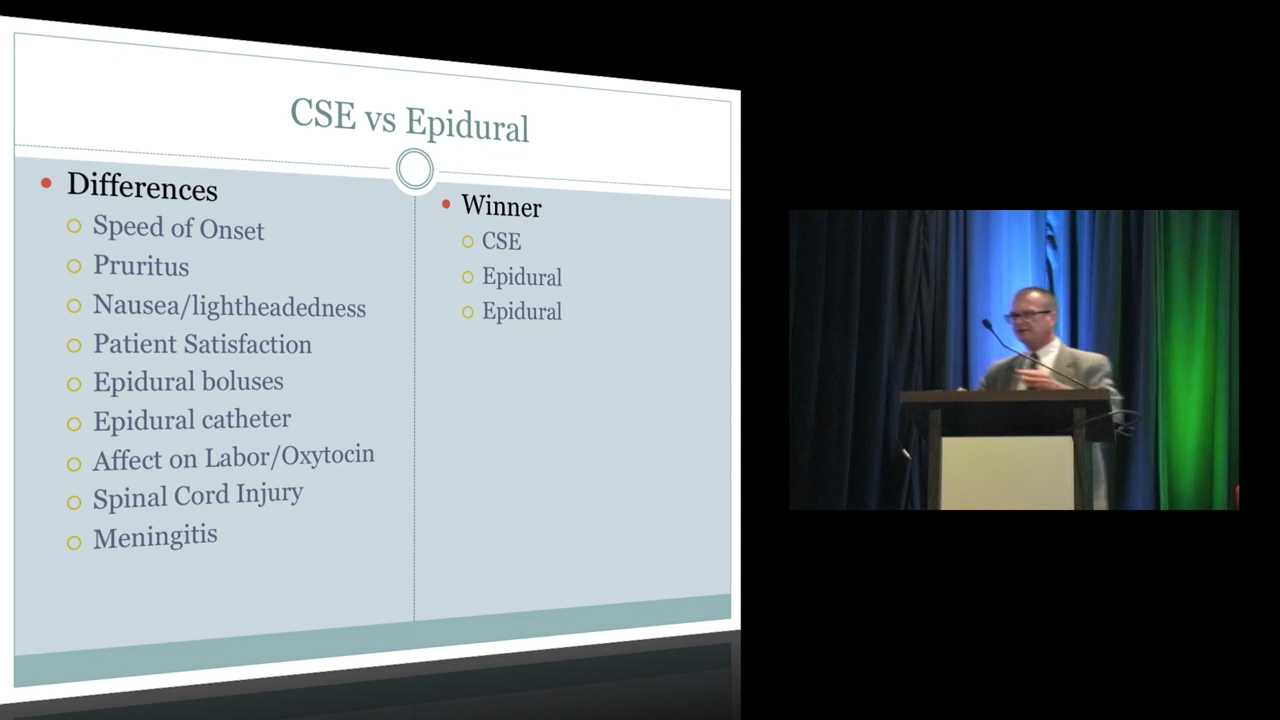 CSE vs Epidural
Differences
Speed of Onset
Pruritus
Nausea/lightheadedness
Patient Satisfaction
Epidural boluses
Epidural catheter
Affect on Labor/Oxytocin
Spinal Cord Injury
Meningitis
Winner
CSE
Epidural
Epidural